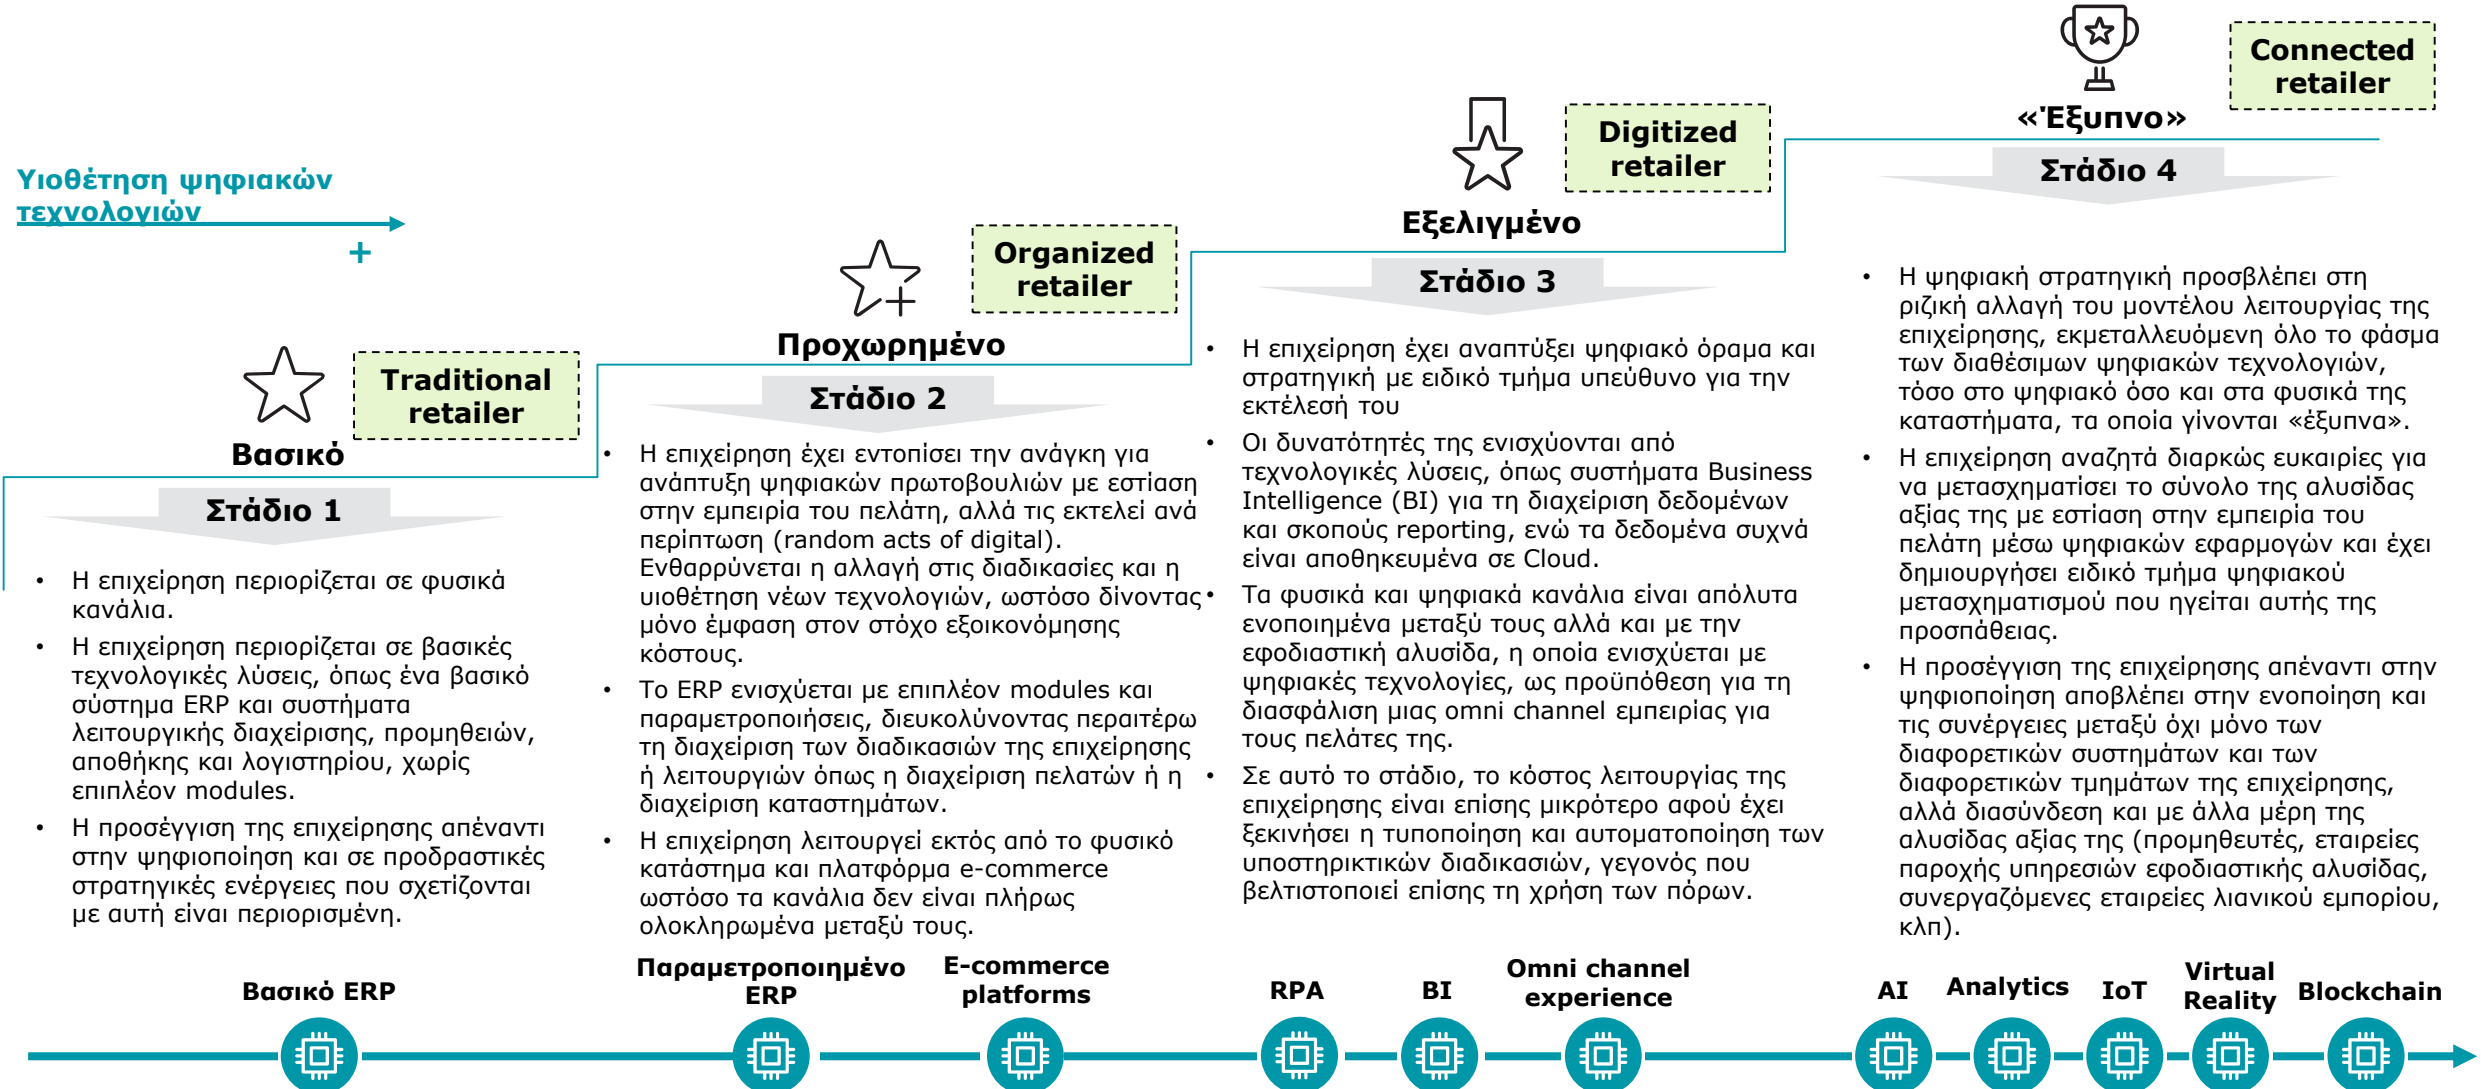 Υιοθέτηση ψηφιακών
τεχνολογιών
+
Traditional
retailer
Βασικό
Στάδιο 1
• Η επιχείρηση περιορίζεται σε φυσικά
κανάλια.
• Η επιχείρηση περιορίζεται σε βασικές
τεχνολογικές λύσεις, όπως ένα βασικό
σύστημα ERP και συστήματα
λειτουργικής διαχείρισης, προμηθειών,
αποθήκης και λογιστηρίου, χωρίς
επιπλέον modules.
• Η προσέγγιση της επιχείρησης απέναντι
στην ψηφιοποίηση και σε προδραστικές
στρατηγικές ενέργειες που σχετίζονται
με αυτή είναι περιορισμένη.
Organized
retailer
Προχωρημένο
Στάδιο 2
• Η επιχείρηση έχει εντοπίσει την ανάγκη για
ανάπτυξη ψηφιακών πρωτοβουλιών με εστίαση
στην εμπειρία του πελάτη, αλλά τις εκτελεί ανά
περίπτωση (random acts of digital).
Ενθαρρύνεται η αλλαγή στις διαδικασίες και η
υιοθέτηση νέων τεχνολογιών, ωστόσο δίνοντας
μόνο έμφαση στον στόχο εξοικονόμησης
κόστους.
• Το ERP ενισχύεται με επιπλέον modules και
παραμετροποιήσεις, διευκολύνοντας περαιτέρω
τη διαχείριση των διαδικασιών της επιχείρησης
ή λειτουργιών όπως η διαχείριση πελατών ή η
διαχείριση καταστημάτων.
• Η επιχείρηση λειτουργεί εκτός από το φυσικό
κατάστημα και πλατφόρμα e-commerce
ωστόσο τα κανάλια δεν είναι πλήρως
ολοκληρωμένα μεταξύ τους.
Digitized
retailer
Εξελιγμένο
Στάδιο 3
• Η επιχείρηση έχει αναπτύξει ψηφιακό όραμα και
στρατηγική με ειδικό τμήμα υπεύθυνο για την
εκτέλεσή του
• Οι δυνατότητές της ενισχύονται από
τεχνολογικές λύσεις, όπως συστήματα Business
Intelligence (BI) για τη διαχείριση δεδομένων
και σκοπούς reporting, ενώ τα δεδομένα συχνά
είναι αποθηκευμένα σε Cloud.
• Τα φυσικά και ψηφιακά κανάλια είναι απόλυτα
ενοποιημένα μεταξύ τους αλλά και με την
εφοδιαστική αλυσίδα, η οποία ενισχύεται με
ψηφιακές τεχνολογίες, ως προϋπόθεση για τη
διασφάλιση μιας omni channel εμπειρίας για
τους πελάτες της.
• Σε αυτό το στάδιο, το κόστος λειτουργίας της
επιχείρησης είναι επίσης μικρότερο αφού έχει
ξεκινήσει η τυποποίηση και αυτοματοποίηση των
υποστηρικτικών διαδικασιών, γεγονός που
βελτιστοποιεί επίσης τη χρήση των πόρων.
Connected
retailer
«Έξυπνο»
Στάδιο 4
• Η ψηφιακή στρατηγική προσβλέπει στη
ριζική αλλαγή του μοντέλου λειτουργίας της
επιχείρησης, εκμεταλλευόμενη όλο το φάσμα
των διαθέσιμων ψηφιακών τεχνολογιών,
τόσο στο ψηφιακό όσο και στα φυσικά της
καταστήματα, τα οποία γίνονται «έξυπνα».
• Η επιχείρηση αναζητά διαρκώς ευκαιρίες για
να μετασχηματίσει το σύνολο της αλυσίδας
αξίας της με εστίαση στην εμπειρία του
πελάτη μέσω ψηφιακών εφαρμογών και έχει
δημιουργήσει ειδικό τμήμα ψηφιακού
μετασχηματισμού που ηγείται αυτής της
προσπάθειας.
• Η προσέγγιση της επιχείρησης απέναντι στην
ψηφιοποίηση αποβλέπει στην ενοποίηση και
τις συνέργειες μεταξύ όχι μόνο των
διαφορετικών συστημάτων και των
διαφορετικών τμημάτων της επιχείρησης,
αλλά διασύνδεση και με άλλα μέρη της
αλυσίδας αξίας της (προμηθευτές, εταιρείες
παροχής υπηρεσιών εφοδιαστικής αλυσίδας,
συνεργαζόμενες εταιρείες λιανικού εμπορίου,
κλπ).
Βασικό ERP
Παραμετροποιημένο
ERP
E-commerce
platforms
RPA
BI
Omni channel
experience
AI
Analytics
IoT
Virtual
Reality
Blockchain